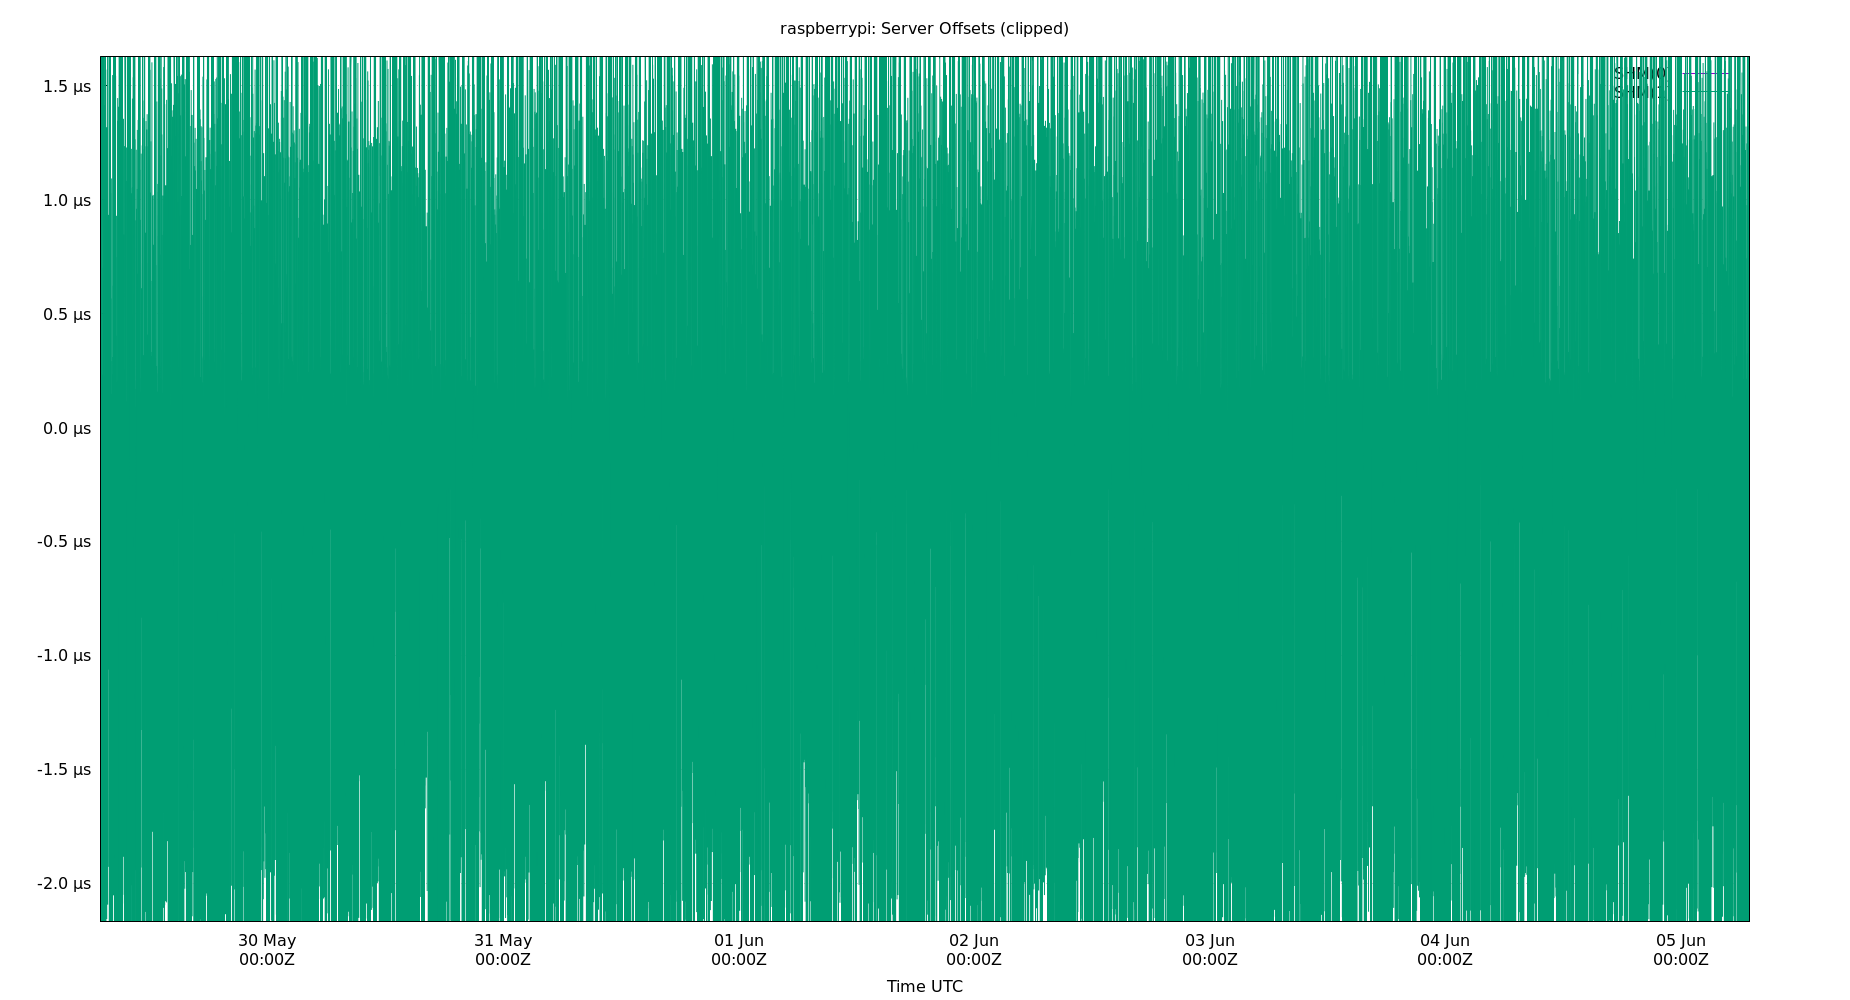 raspberrypi: Server Offsets (clipped)
1.5 µs
1.0 µs
0.5 µs
0.0 µs
-0.5 µs
-1.0 µs
-1.5 µs
-2.0 µs
30 May 31 May 01 Jun 02 Jun 03 Jun 04 Jun 05 Jun
00:00Z 00:00Z 00:00Z 00:00Z 00:00Z 00:00Z 00:00Z
Time UTC